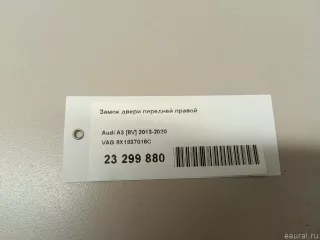 Замок двери передней правой
Audi A3 [8V] 2013-2020
VAG 8X1837016C
23 299 880
eaural.ru